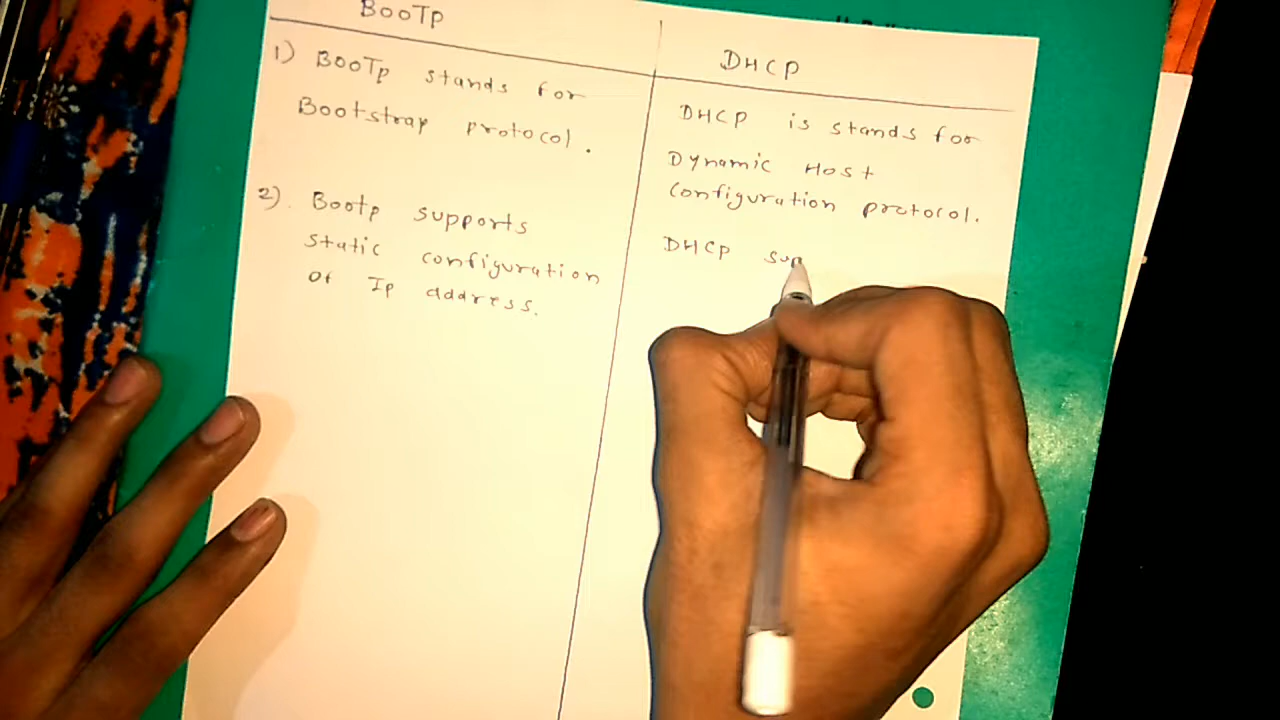 BooTp
DHCP
1) BooTp stands for
Bootstrap protocol.
DHCP is stands for
Dynamic Host
Configuration protocol.
2). Bootp supports
static configuration
of Ip address.
DHCP sup